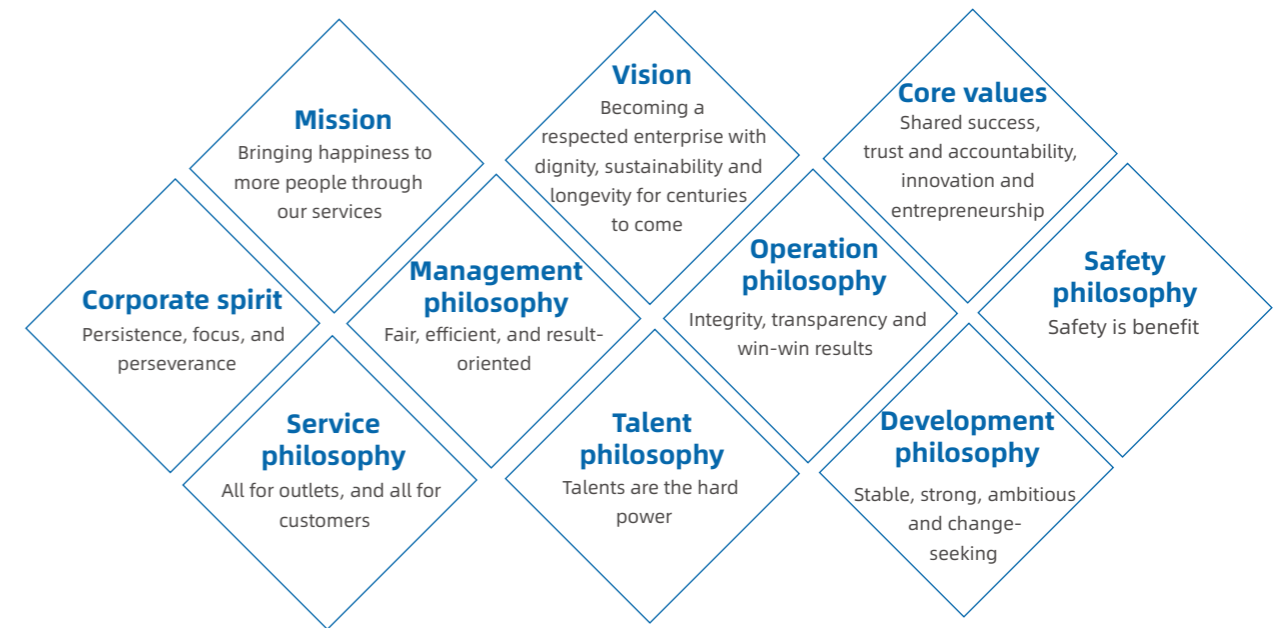 Mission
Bringing happiness to
more people through
our services
Vision
Becoming a
respected enterprise with
dignity, sustainability and
longevity for centuries
to come
Core values
Shared success,
trust and accountability,
innovation and
entrepreneurship
Corporate spirit
Persistence, focus, and
perseverance
Management
philosophy
Fair, efficient, and result-
oriented
Operation
philosophy
Integrity, transparency and
win-win results
Safety
philosophy
Safety is benefit
Service
philosophy
All for outlets, and all for
customers
Talent
philosophy
Talents are the hard
power
Development
philosophy
Stable, strong, ambitious
and change-
seeking